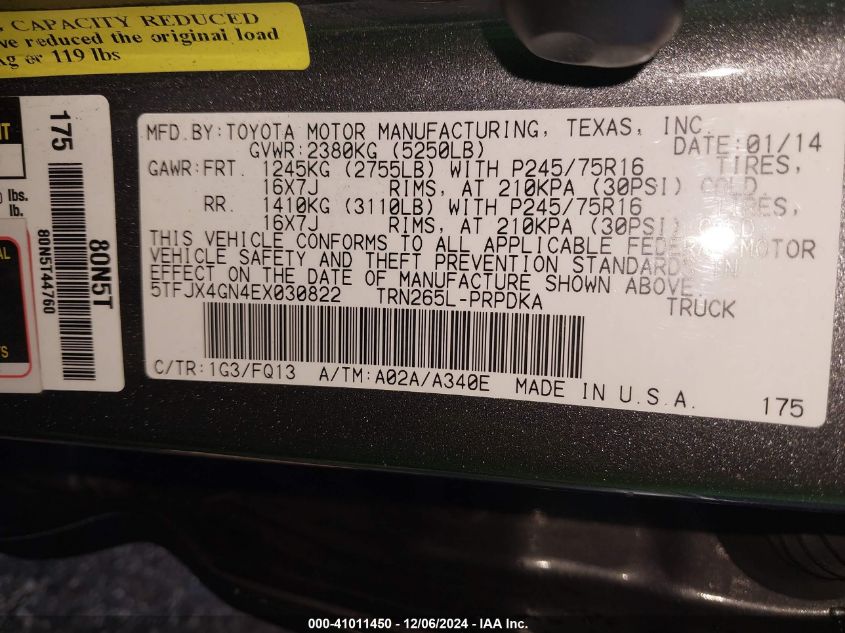 CAPACITY REDUCED
reduced the original load
or 119 lbs
175
80N5T44760
80N5T
lbs.
lb.
MFD.BY:TOYOTA MOTOR MANUFACTURING, TEXAS, INC
GVWR:2380KG (5250LB) DATE:01/14
GAWR:FRT. 1245KG (2755LB) WITH P245/75R16 TIRES,
16X7J RIMS, AT 210KPA (30PSI) COLD
RR. 1410KG (3110LB) WITH P245/75R16
16X7J RIMS, AT 210KPA (30PSI)
THIS VEHICLE CONFORMS TO ALL APPLICABLE MOTOR
VEHICLE SAFETY AND THEFT PREVENTION STANDARDS IN
EFFECT ON THE DATE OF MANUFACTURE SHOWN ABOVE.
5TFJX4GN4EX030822 TRN265L-PRPDKA TRUCK
C/TR:1G3/FQ13 A/TM:A02A/A340E MADE IN U.S.A.
175
000-41011450 - 12/06/2024 - IAA Inc.